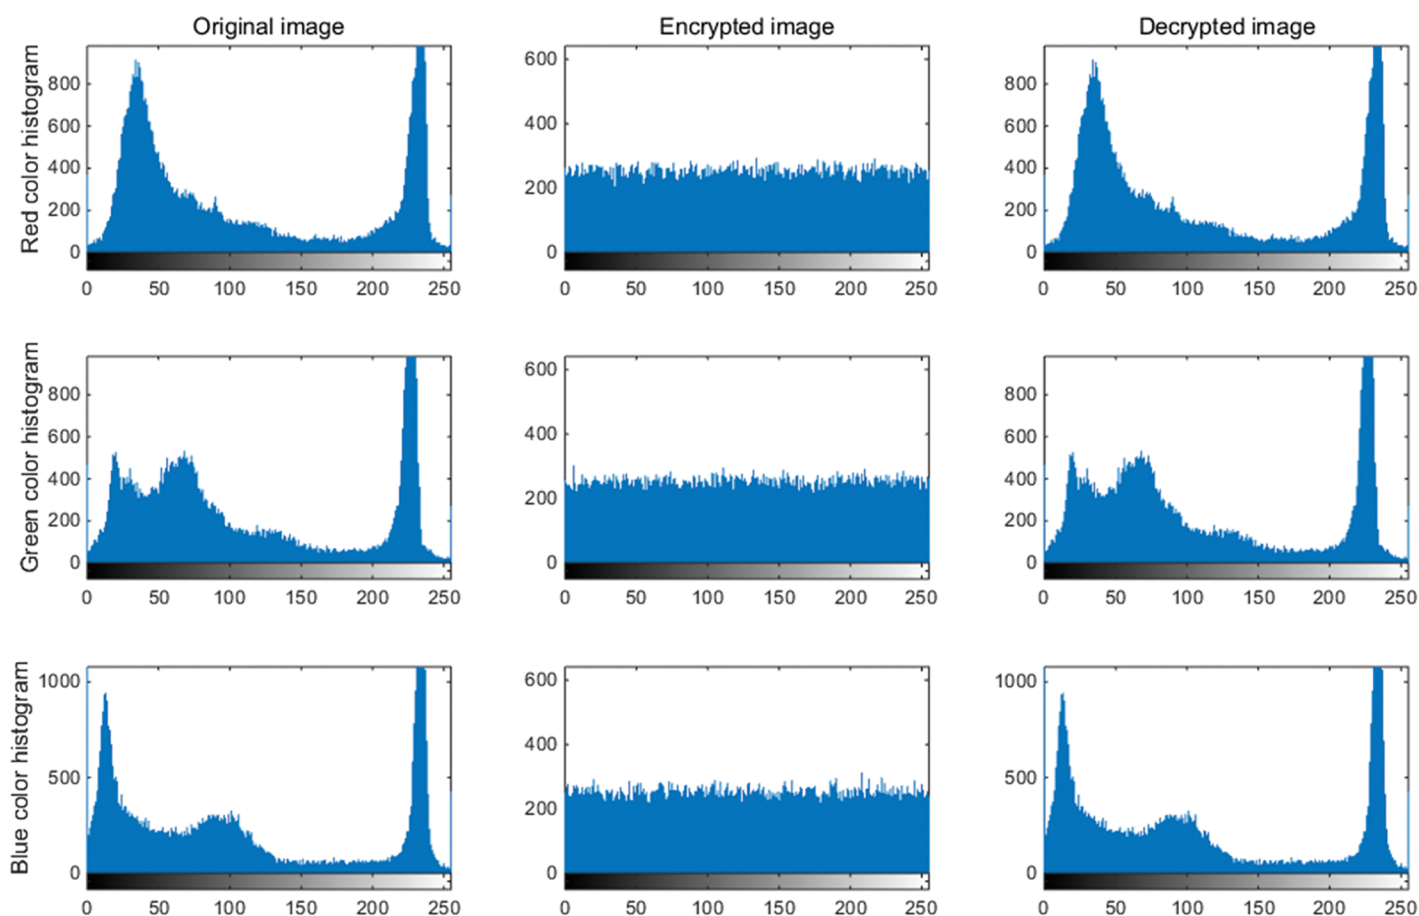 Original image Encrypted image Decrypted image
Red color histogram
800 600 400 200 0
0 50 100 150 200 250
600 400 200 0
0 50 100 150 200 250
800 600 400 200 0
0 50 100 150 200 250
Green color histogram
800 600 400 200 0
0 50 100 150 200 250
600 400 200 0
0 50 100 150 200 250
800 600 400 200 0
0 50 100 150 200 250
Blue color histogram
1000 500 0
0 50 100 150 200 250
600 400 200 0
0 50 100 150 200 250
1000 500 0
0 50 100 150 200 250